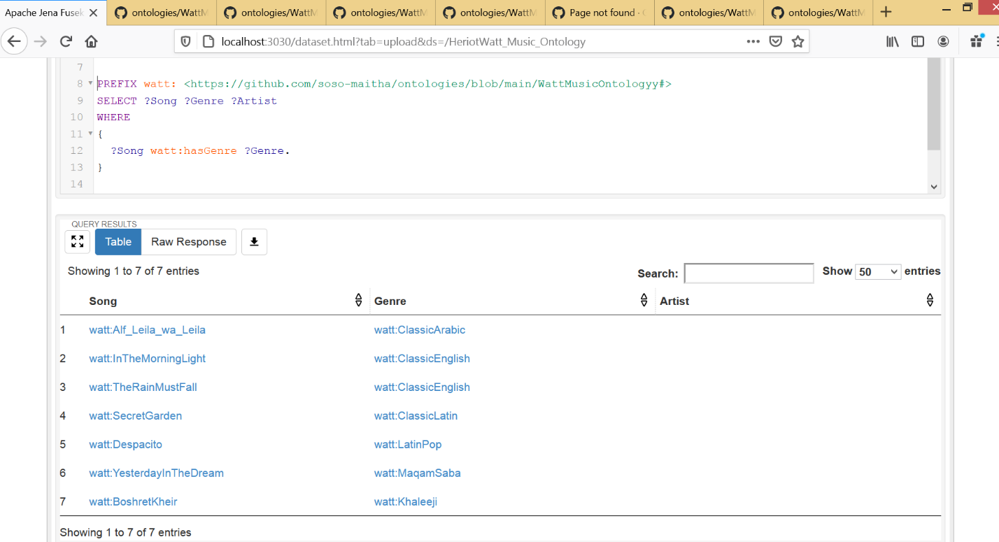 Apache Jena Fusek
ontologies/WattM
ontologies/WattM
ontologies/WattM
ontologies/WattM
Page not found ·
ontologies/WattM
ontologies/WattM
localhost:3030/dataset.html?tab=upload&ds=/HeriotWatt_Music_Ontology
7
8 PREFIX watt: <https://github.com/soso-maitha/ontologies/blob/main/WattMusicOntologyy#>
9 SELECT ?Song ?Genre ?Artist
10 WHERE
11 {
12 ?Song watt:hasGenre ?Genre.
13 }
14
QUERY RESULTS
Table Raw Response
Showing 1 to 7 of 7 entries
Search: Show 50 entries
Song Genre Artist
1 watt:Alf_Leila_wa_Leila watt:ClassicArabic
2 watt:InTheMorningLight watt:ClassicEnglish
3 watt:TheRainMustFall watt:ClassicEnglish
4 watt:SecretGarden watt:ClassicLatin
5 watt:Despacito watt:LatinPop
6 watt:YesterdayInTheDream watt:MaqamSaba
7 watt:BoshretKheir watt:Khaleeji
Showing 1 to 7 of 7 entries